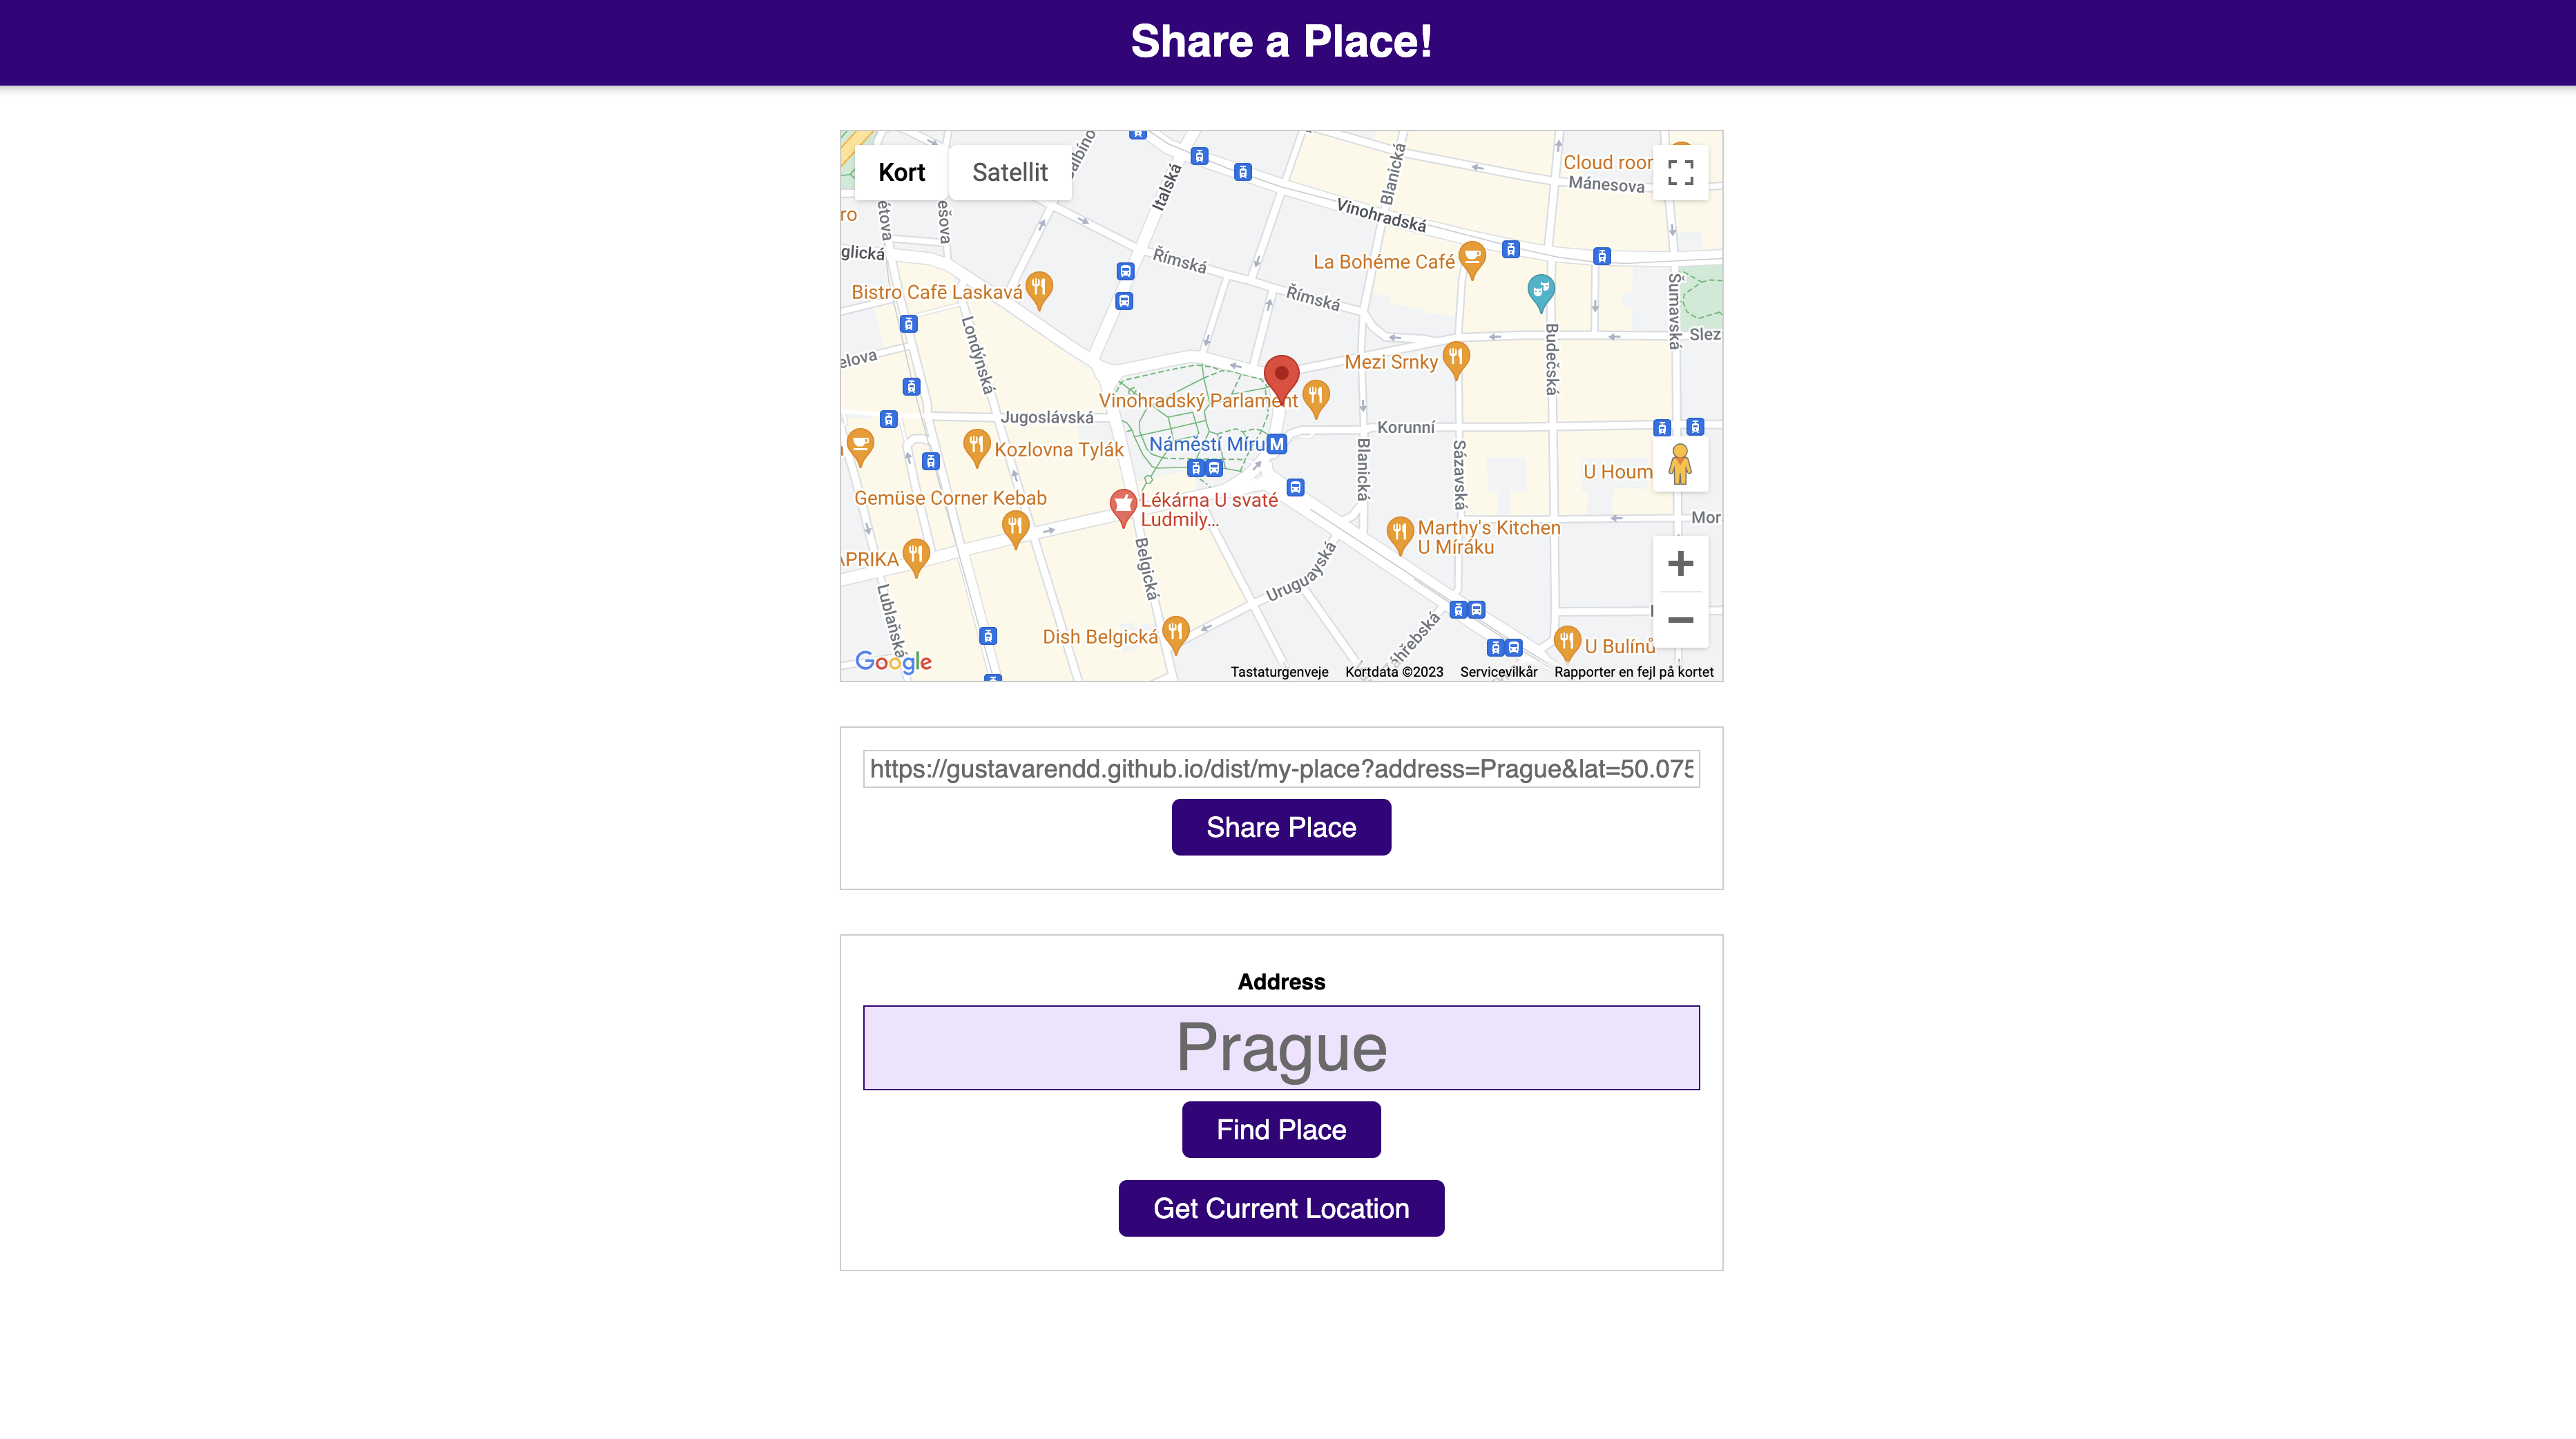 Share a Place!
Kort
Satellit
Italská
Blanická
Cloud roor
Mánesova
Vinohradská
ro
étova
ešova
glická
Římská
La Bohéme Café
Bistro Cafē Laskavá
Římská
Šumavská
Slez
Londýnská
elova
Mezi Srnky
Budečská
Vinohradský Parlament
Jugoslávská
Korunní
Náměstí Míru
M
Kozlovna Tylák
Blanická
Sázavská
U Houm
Gemüse Corner Kebab
Lékárna U svaté
Ludmily...
Mor
Marthy's Kitchen
U Míráku
APRIKA
Belgická
Uruguayská
Lublaňská
Dish Belgická
áhřebská
U Bulínů
Google
Tastaturgenveje
Kortdata ©2023
Servicevilkår
Rapporter en fejl på kortet
https://gustavarendd.github.io/dist/my-place?address=Prague&lat=50.075
Share Place
Address
Prague
Find Place
Get Current Location